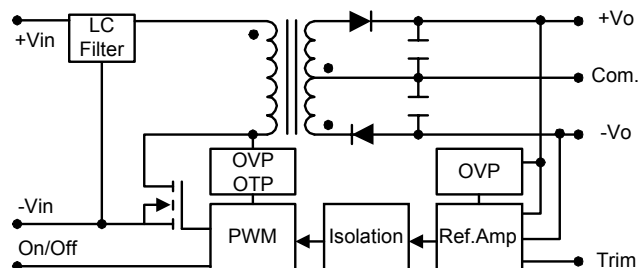 +Vin
LC
Filter
+Vo
Com.
-Vo
OVP
OTP
OVP
-Vin
On/Off
PWM
Isolation
Ref.Amp
Trim